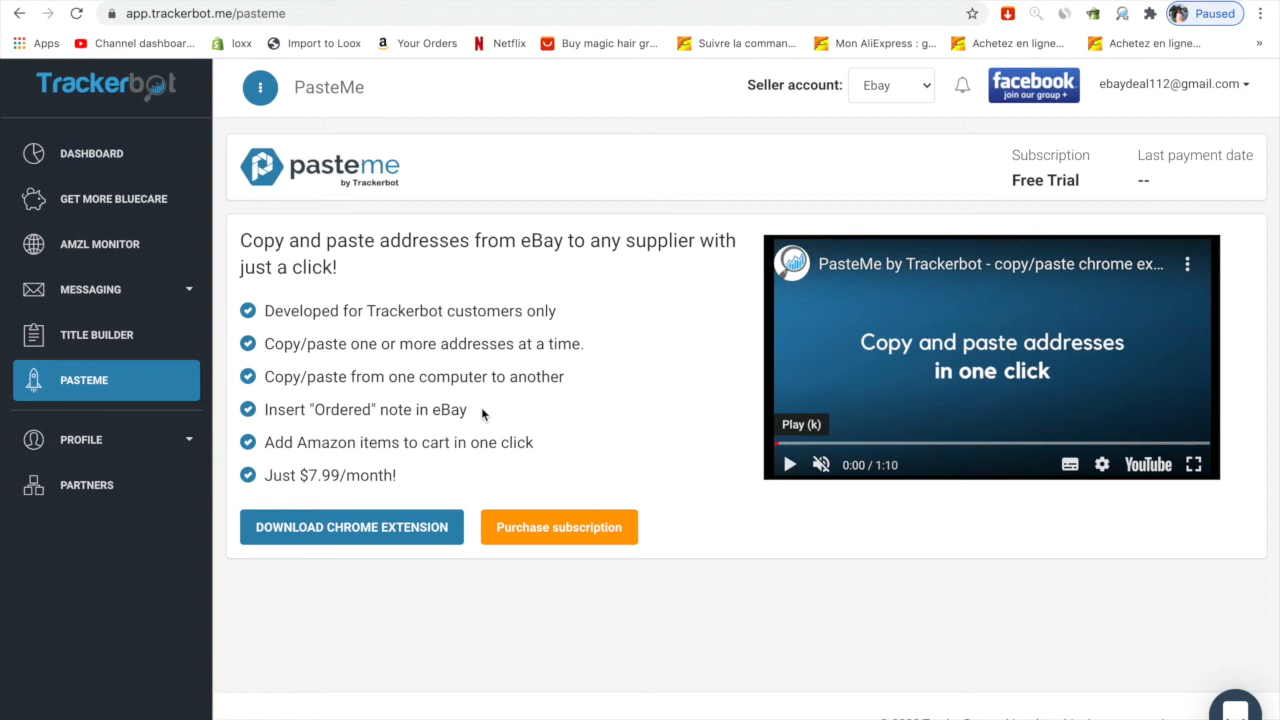 app.trackerbot.me/pasteme
Paused
Apps
Channel dashboar...
loxx
Import to Loox
Your Orders
Netflix
Buy magic hair gr...
Suivre la comman...
Mon AliExpress : g...
Achetez en ligne...
Achetez en ligne...
»
Trackerbot
PasteMe
Seller account:
Ebay
facebook
join our group +
ebaydeal112@gmail.com
DASHBOARD
GET MORE BLUECARE
AMZL MONITOR
MESSAGING
TITLE BUILDER
PASTEME
PROFILE
PARTNERS
pasteme
by Trackerbot
Subscription
Free Trial
Last payment date
--
Copy and paste addresses from eBay to any supplier with
just a click!
Developed for Trackerbot customers only
Copy/paste one or more addresses at a time.
Copy/paste from one computer to another
Insert "Ordered" note in eBay
Add Amazon items to cart in one click
Just $7.99/month!
DOWNLOAD CHROME EXTENSION
Purchase subscription
PasteMe by Trackerbot - copy/paste chrome ex...
Copy and paste addresses
in one click
Play (k)
0:00 / 1:10
YouTube